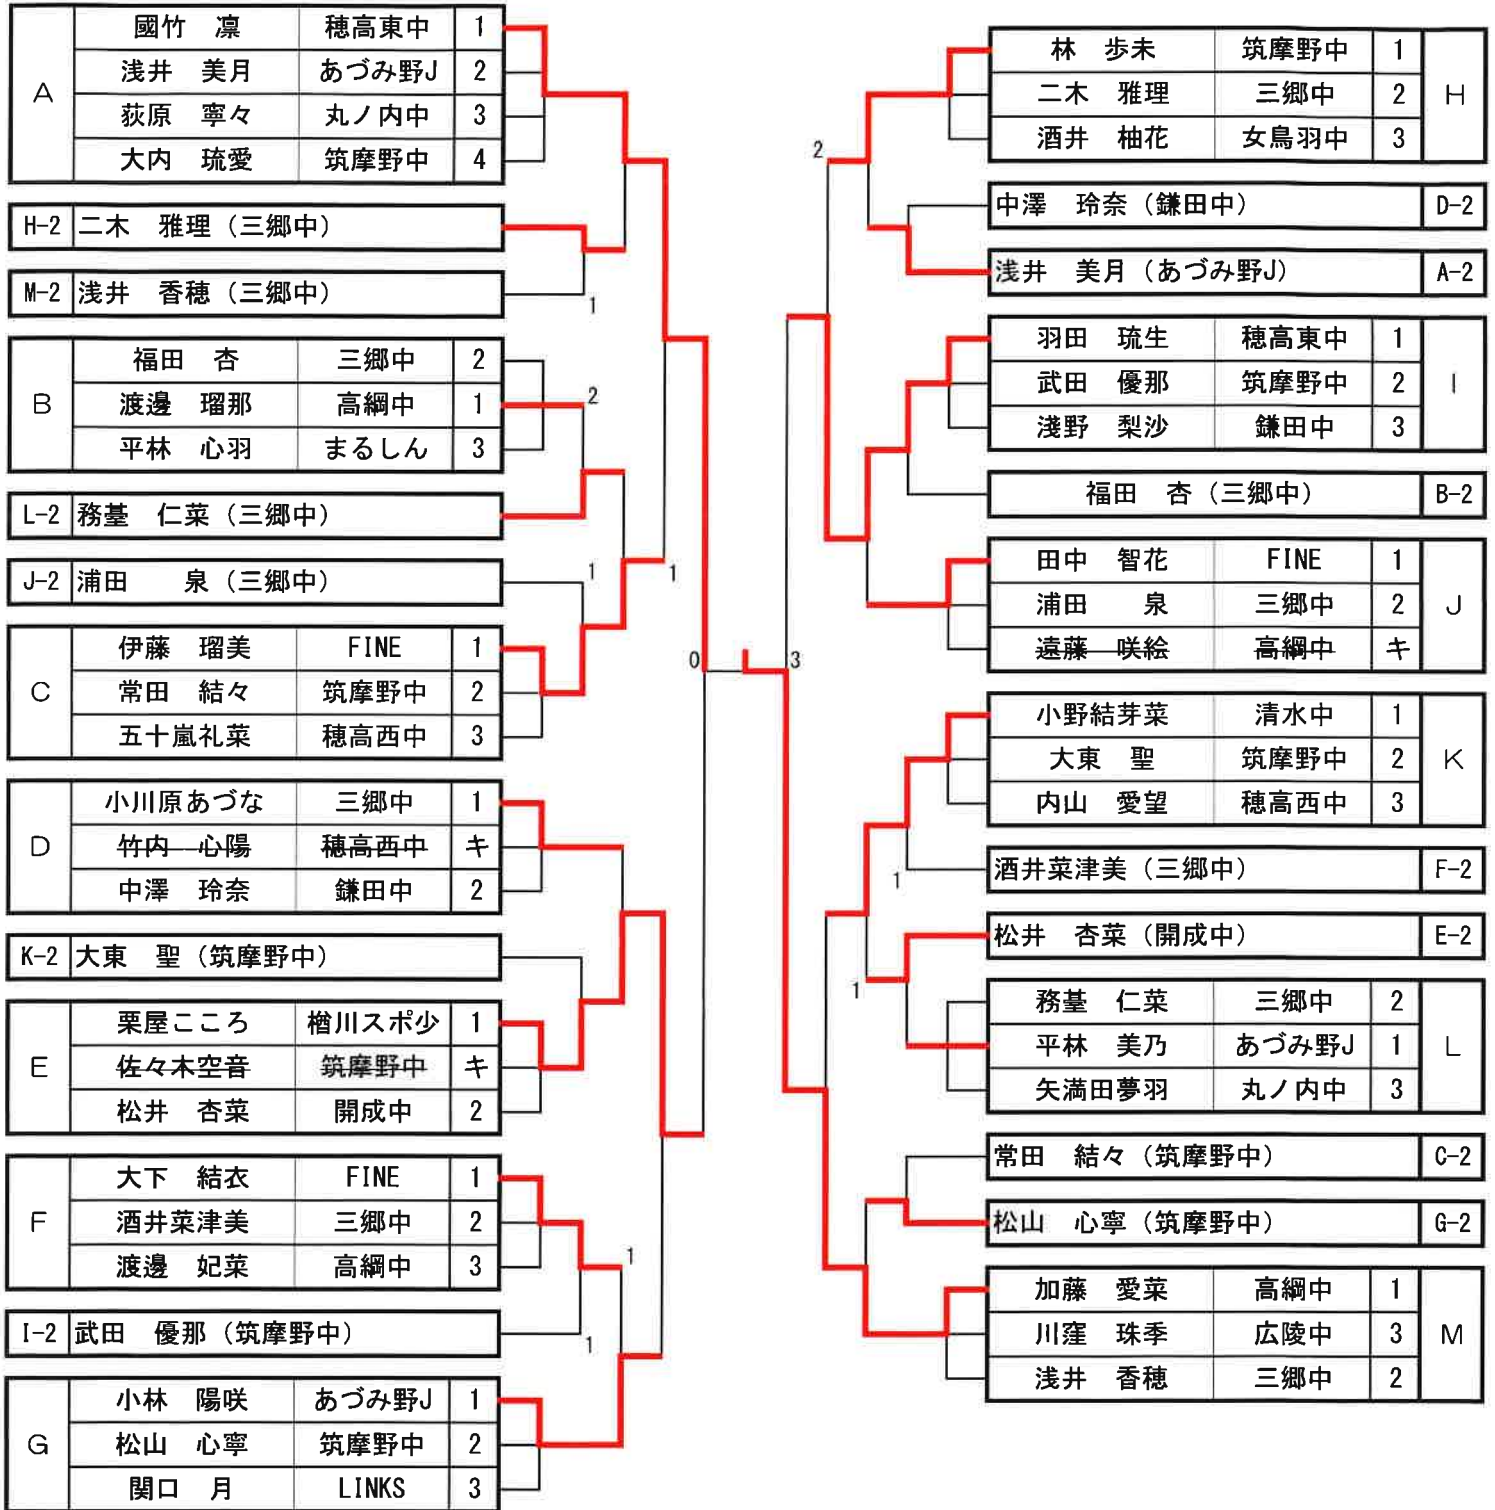 A
國竹　凛 穂高東中 1
浅井　美月 あづみ野J 2
荻原　寧々 丸ノ内中 3
大内　琉愛 筑摩野中 4
H-2 二木　雅理（三郷中）
M-2 浅井　香穂（三郷中）
1
B
福田　杏 三郷中 2
渡邊　瑠那 高綱中 1
平林　心羽 まるしん 3
2
L-2 務䑓　仁菜（三郷中）
J-2 浦田　　泉（三郷中）
1
1
C
伊藤　瑠美 FINE 1
常田　結々 筑摩野中 2
五十嵐礼菜 穂高西中 3
D
小川原あづな 三郷中 1
竹内　心陽 穂高西中 キ
中澤　玲奈 鎌田中 2
K-2 大東　聖（筑摩野中）
E
栗屋こころ 楢川スポ少 1
佐々木空音 筑摩野中 キ
松井　杏菜 開成中 2
F
大下　結衣 FINE 1
酒井菜津美 三郷中 2
渡邊　妃菜 高綱中 3
1
I-2 武田　優那（筑摩野中）
1
G
小林　陽咲 あづみ野J 1
松山　心寧 筑摩野中 2
関口　月 LINKS 3
0
3
林　歩未 筑摩野中 1
二木　雅理 三郷中 2
酒井　柚花 女鳥羽中 3
H
2
中澤　玲奈（鎌田中） D-2
浅井　美月（あづみ野J） A-2
羽田　琉生 穂高東中 1
武田　優那 筑摩野中 2
淺野　梨沙 鎌田中 3
I
福田　杏（三郷中） B-2
田中　智花 FINE 1
浦田　　泉 三郷中 2
遠藤　咲絵 高綱中 キ
J
小野結芽菜 清水中 1
大東　聖 筑摩野中 2
内山　愛望 穂高西中 3
K
酒井菜津美（三郷中） F-2
1
松井　杏菜（開成中） E-2
1
務䑓　仁菜 三郷中 2
平林　美乃 あづみ野J 1
矢満田夢羽 丸ノ内中 3
L
常田　結々（筑摩野中） C-2
松山　心寧（筑摩野中） G-2
加藤　愛菜 高綱中 1
川窪　珠季 広陵中 3
浅井　香穂 三郷中 2
M